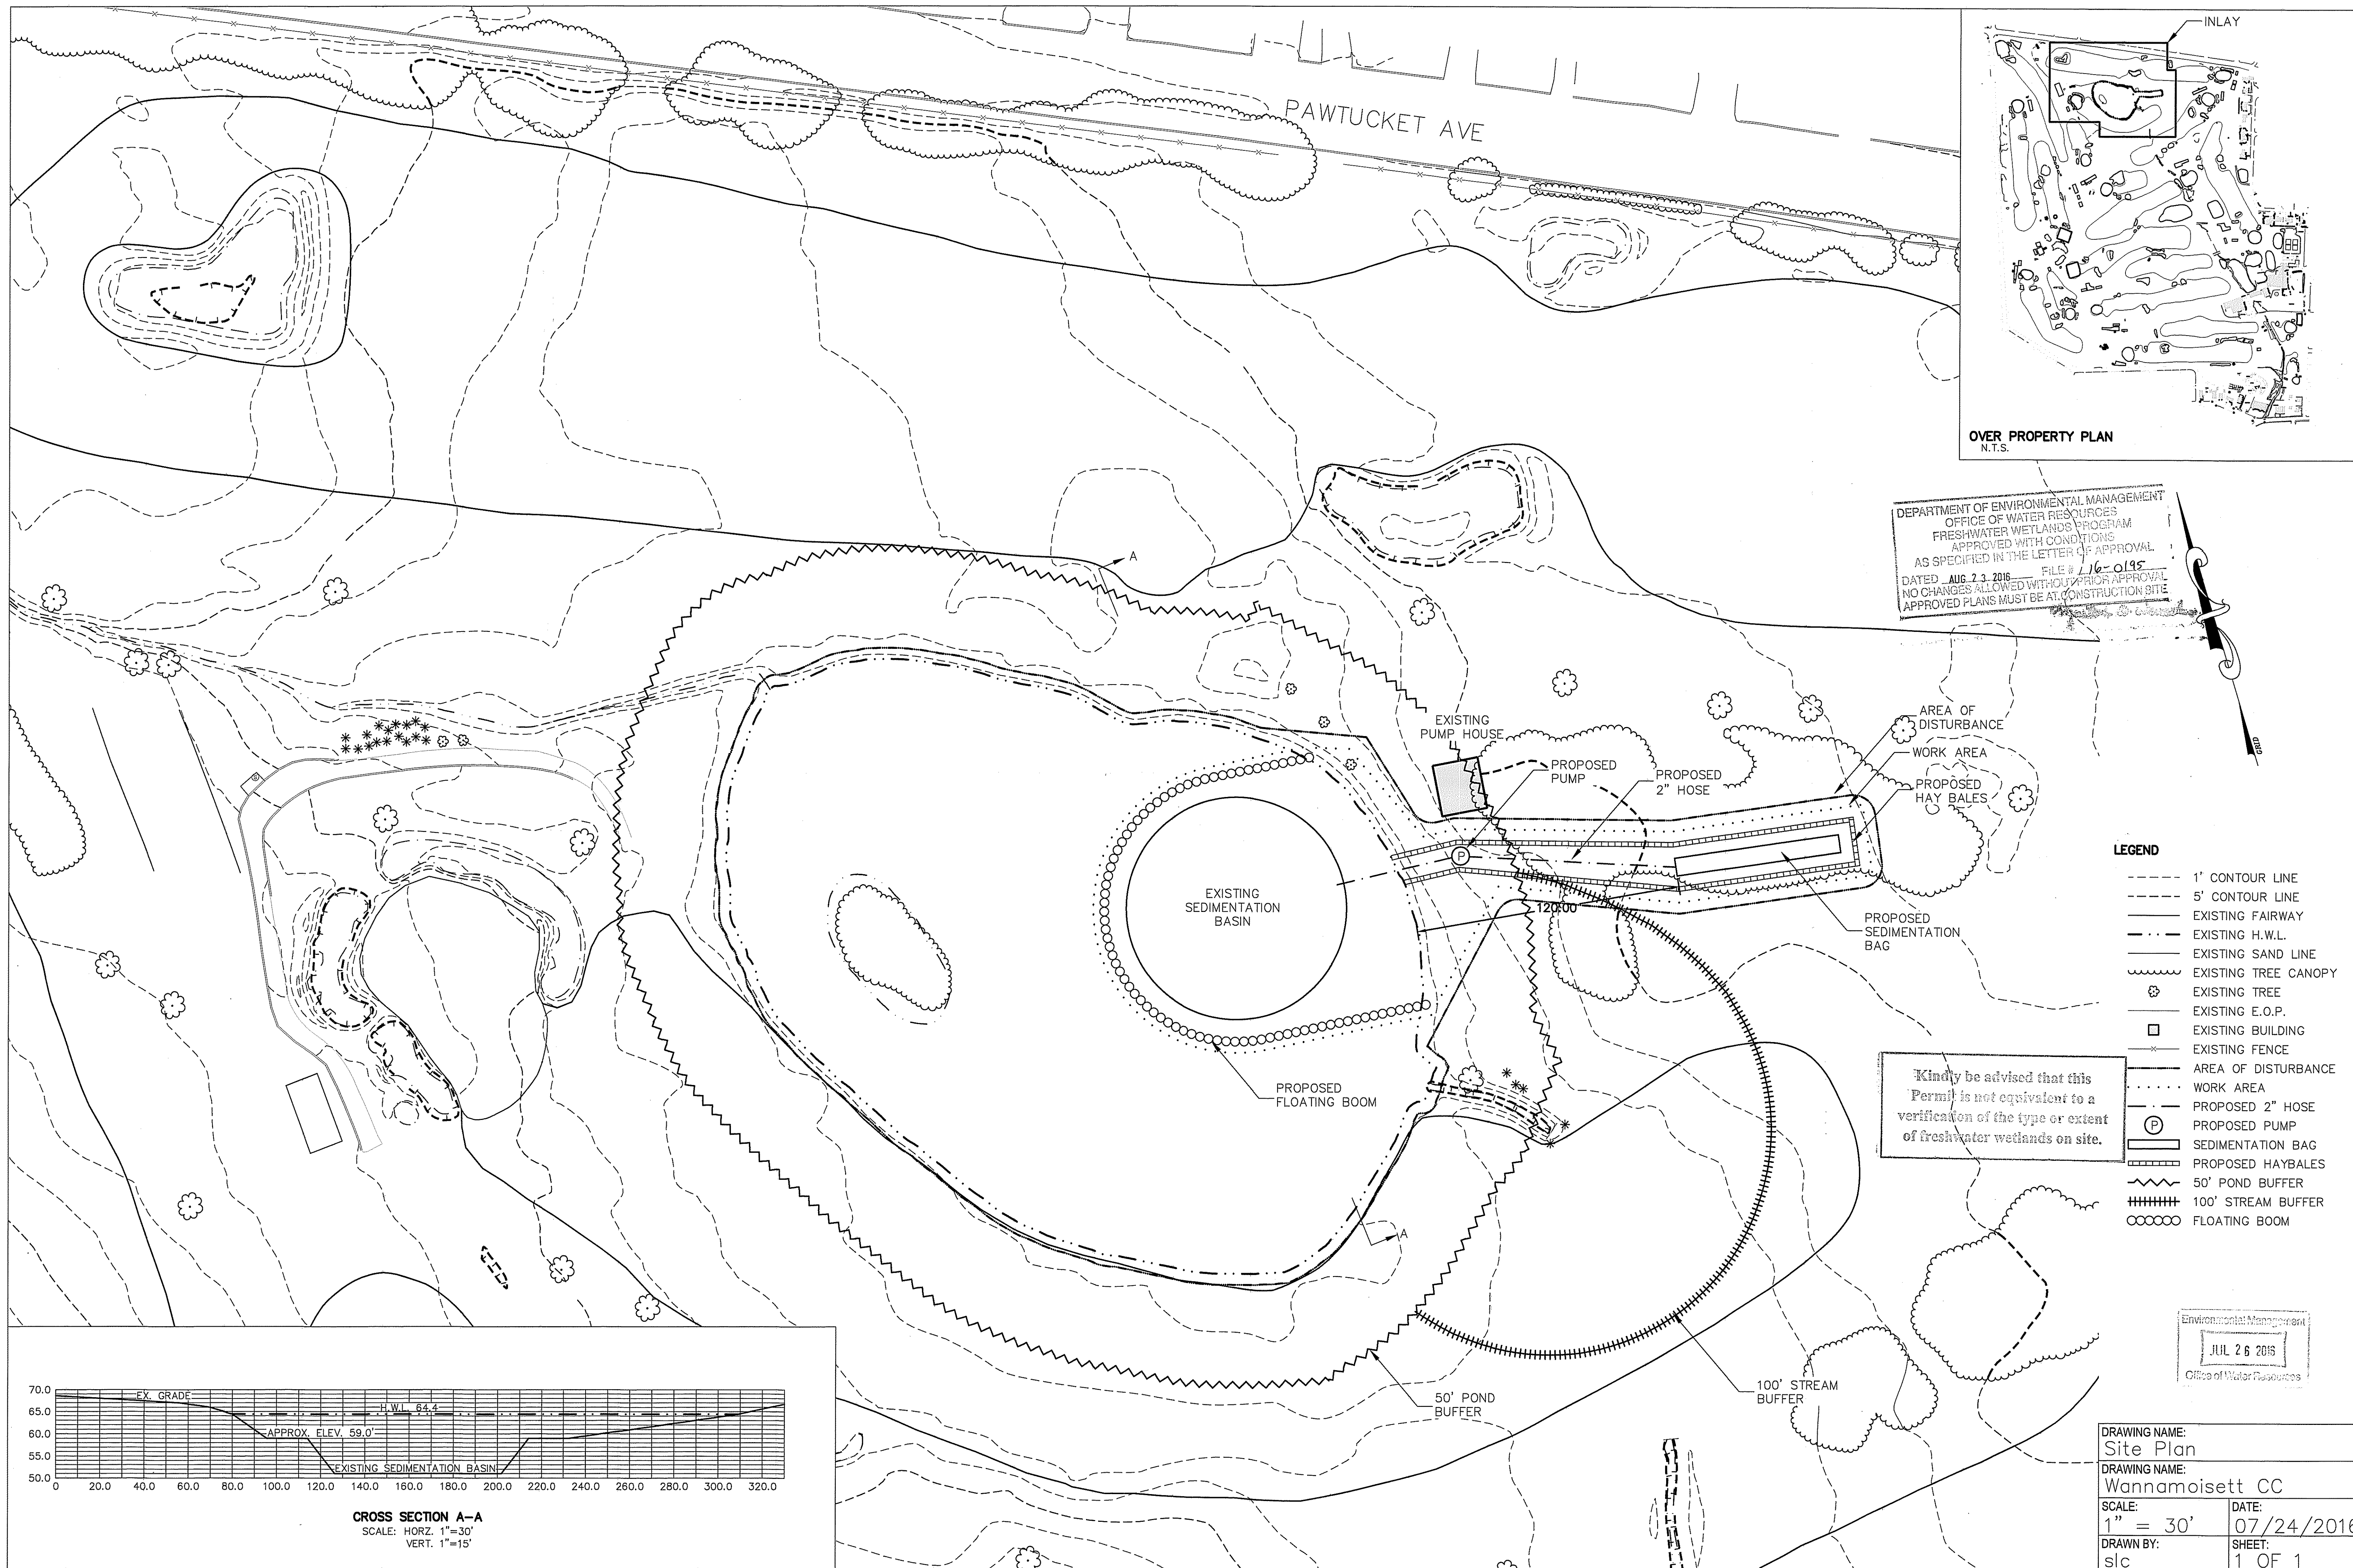 INLAY
PAWTUCKET AVE
OVER PROPERTY PLAN
N.T.S.
DEPARTMENT OF ENVIRONMENTAL MANAGEMENT
OFFICE OF WATER RESOURCES
FRESHWATER WETLANDS PROGRAM
APPROVED WITH CONDITIONS
AS SPECIFIED IN THE LETTER OF APPROVAL
DATED AUG 23 2016 FILE # 16-0195
NO CHANGES ALLOWED WITHOUT PRIOR APPROVAL
APPROVED PLANS MUST BE AT CONSTRUCTION SITE
GRID
A
EXISTING
PUMP HOUSE
PROPOSED
PUMP
PROPOSED
2" HOSE
AREA OF
DISTURBANCE
WORK AREA
PROPOSED
HAY BALES
P
EXISTING
SEDIMENTATION
BASIN
120.00
PROPOSED
SEDIMENTATION
BAG
PROPOSED
FLOATING BOOM
A
50' POND
BUFFER
100' STREAM
BUFFER
LEGEND
1' CONTOUR LINE
5' CONTOUR LINE
EXISTING FAIRWAY
EXISTING H.W.L.
EXISTING SAND LINE
EXISTING TREE CANOPY
EXISTING TREE
EXISTING E.O.P.
EXISTING BUILDING
EXISTING FENCE
AREA OF DISTURBANCE
WORK AREA
PROPOSED 2" HOSE
P PROPOSED PUMP
SEDIMENTATION BAG
PROPOSED HAYBALES
50' POND BUFFER
100' STREAM BUFFER
FLOATING BOOM
Kindly be advised that this
Permit is not equivalent to a
verification of the type or extent
of freshwater wetlands on site.
Environmental Management
JUL 26 2016
Office of Water Resources
70.0
65.0
60.0
55.0
50.0
EX. GRADE
H.W.L. 64.4
APPROX. ELEV. 59.0'
EXISTING SEDIMENTATION BASIN
0 20.0 40.0 60.0 80.0 100.0 120.0 140.0 160.0 180.0 200.0 220.0 240.0 260.0 280.0 300.0 320.0
CROSS SECTION A-A
SCALE: HORZ. 1"=30'
VERT. 1"=15'
DRAWING NAME:
Site Plan
DRAWING NAME:
Wannamoisett CC
SCALE: DATE:
1" = 30' 07/24/2016
DRAWN BY: SHEET:
slc 1 OF 1